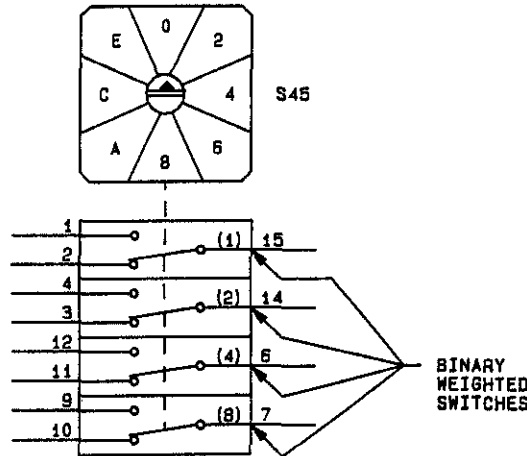 E 0 2
C 4 S45
A 8 6
1
2 (1) 15
4
3 (2) 14
12
11 (4) 6
9
10 (8) 7
BINARY
WEIGHTED
SWITCHES